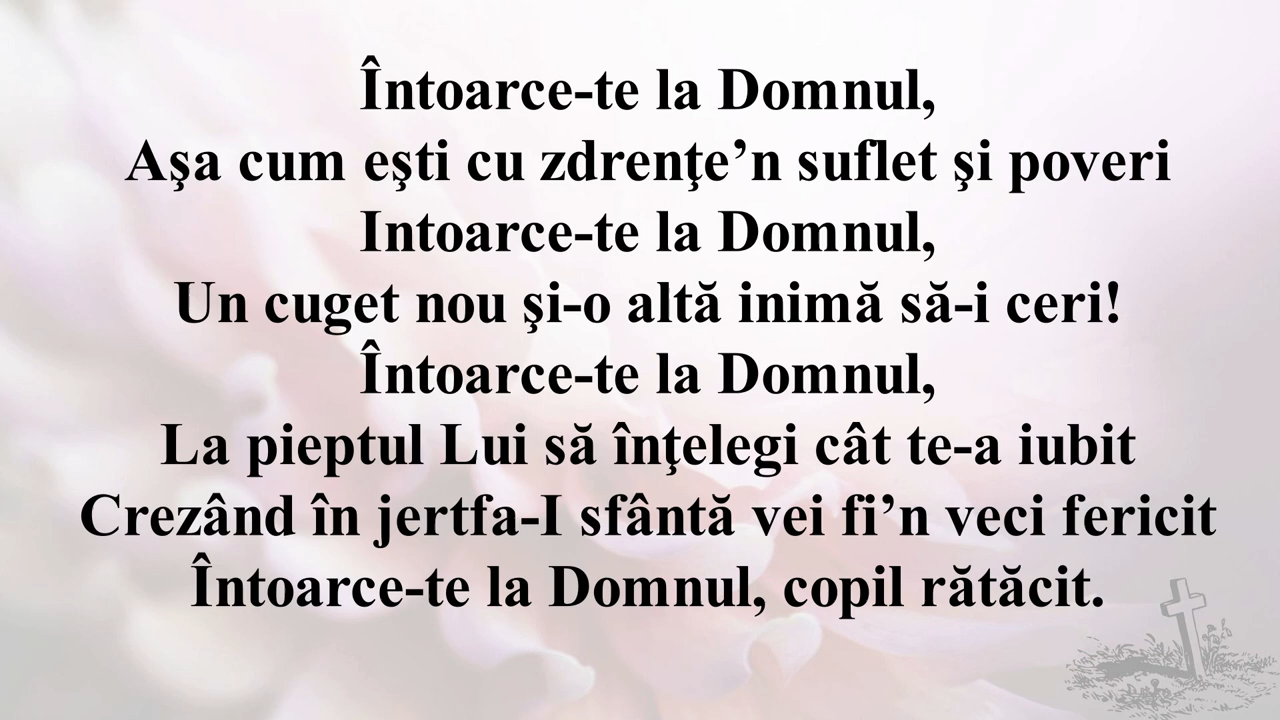 Întoarce-te la Domnul,
Aşa cum eşti cu zdrenţe’n suflet şi poveri
Intoarce-te la Domnul,
Un cuget nou şi-o altă inimă să-i ceri!
Întoarce-te la Domnul,
La pieptul Lui să înţelegi cât te-a iubit
Crezând în jertfa-I sfântă vei fi’n veci fericit
Întoarce-te la Domnul, copil rătăcit.